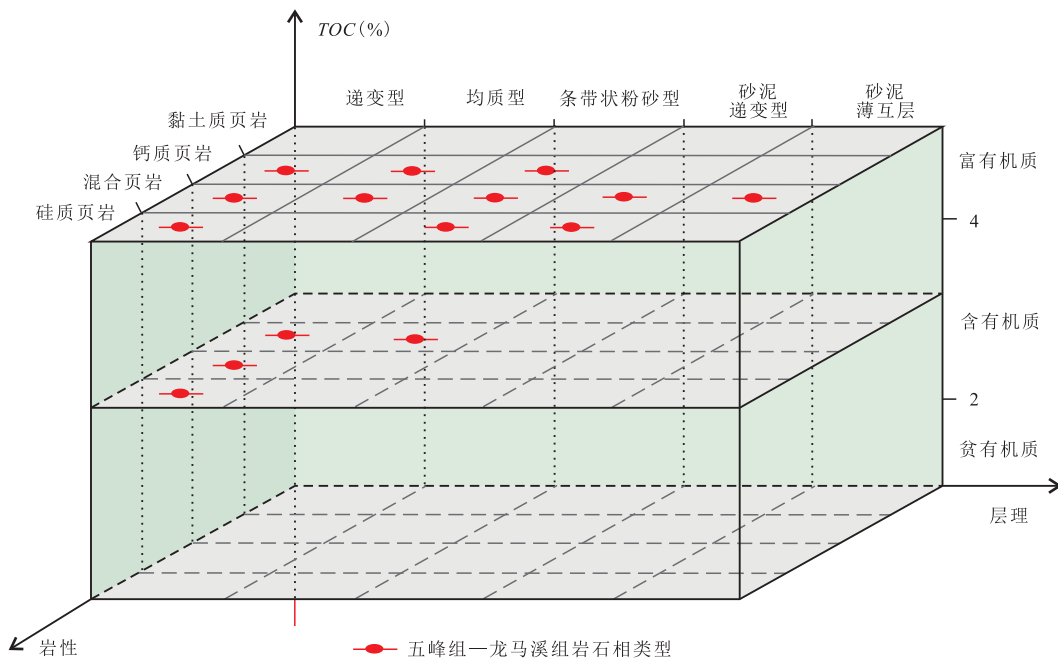 TOC(%)
递变型
均质型
条带状粉砂型
砂泥
递变型
砂泥
薄互层
黏土质页岩
钙质页岩
混合页岩
硅质页岩
富有机质
4
含有机质
2
贫有机质
层理
岩性
五峰组—龙马溪组岩石相类型